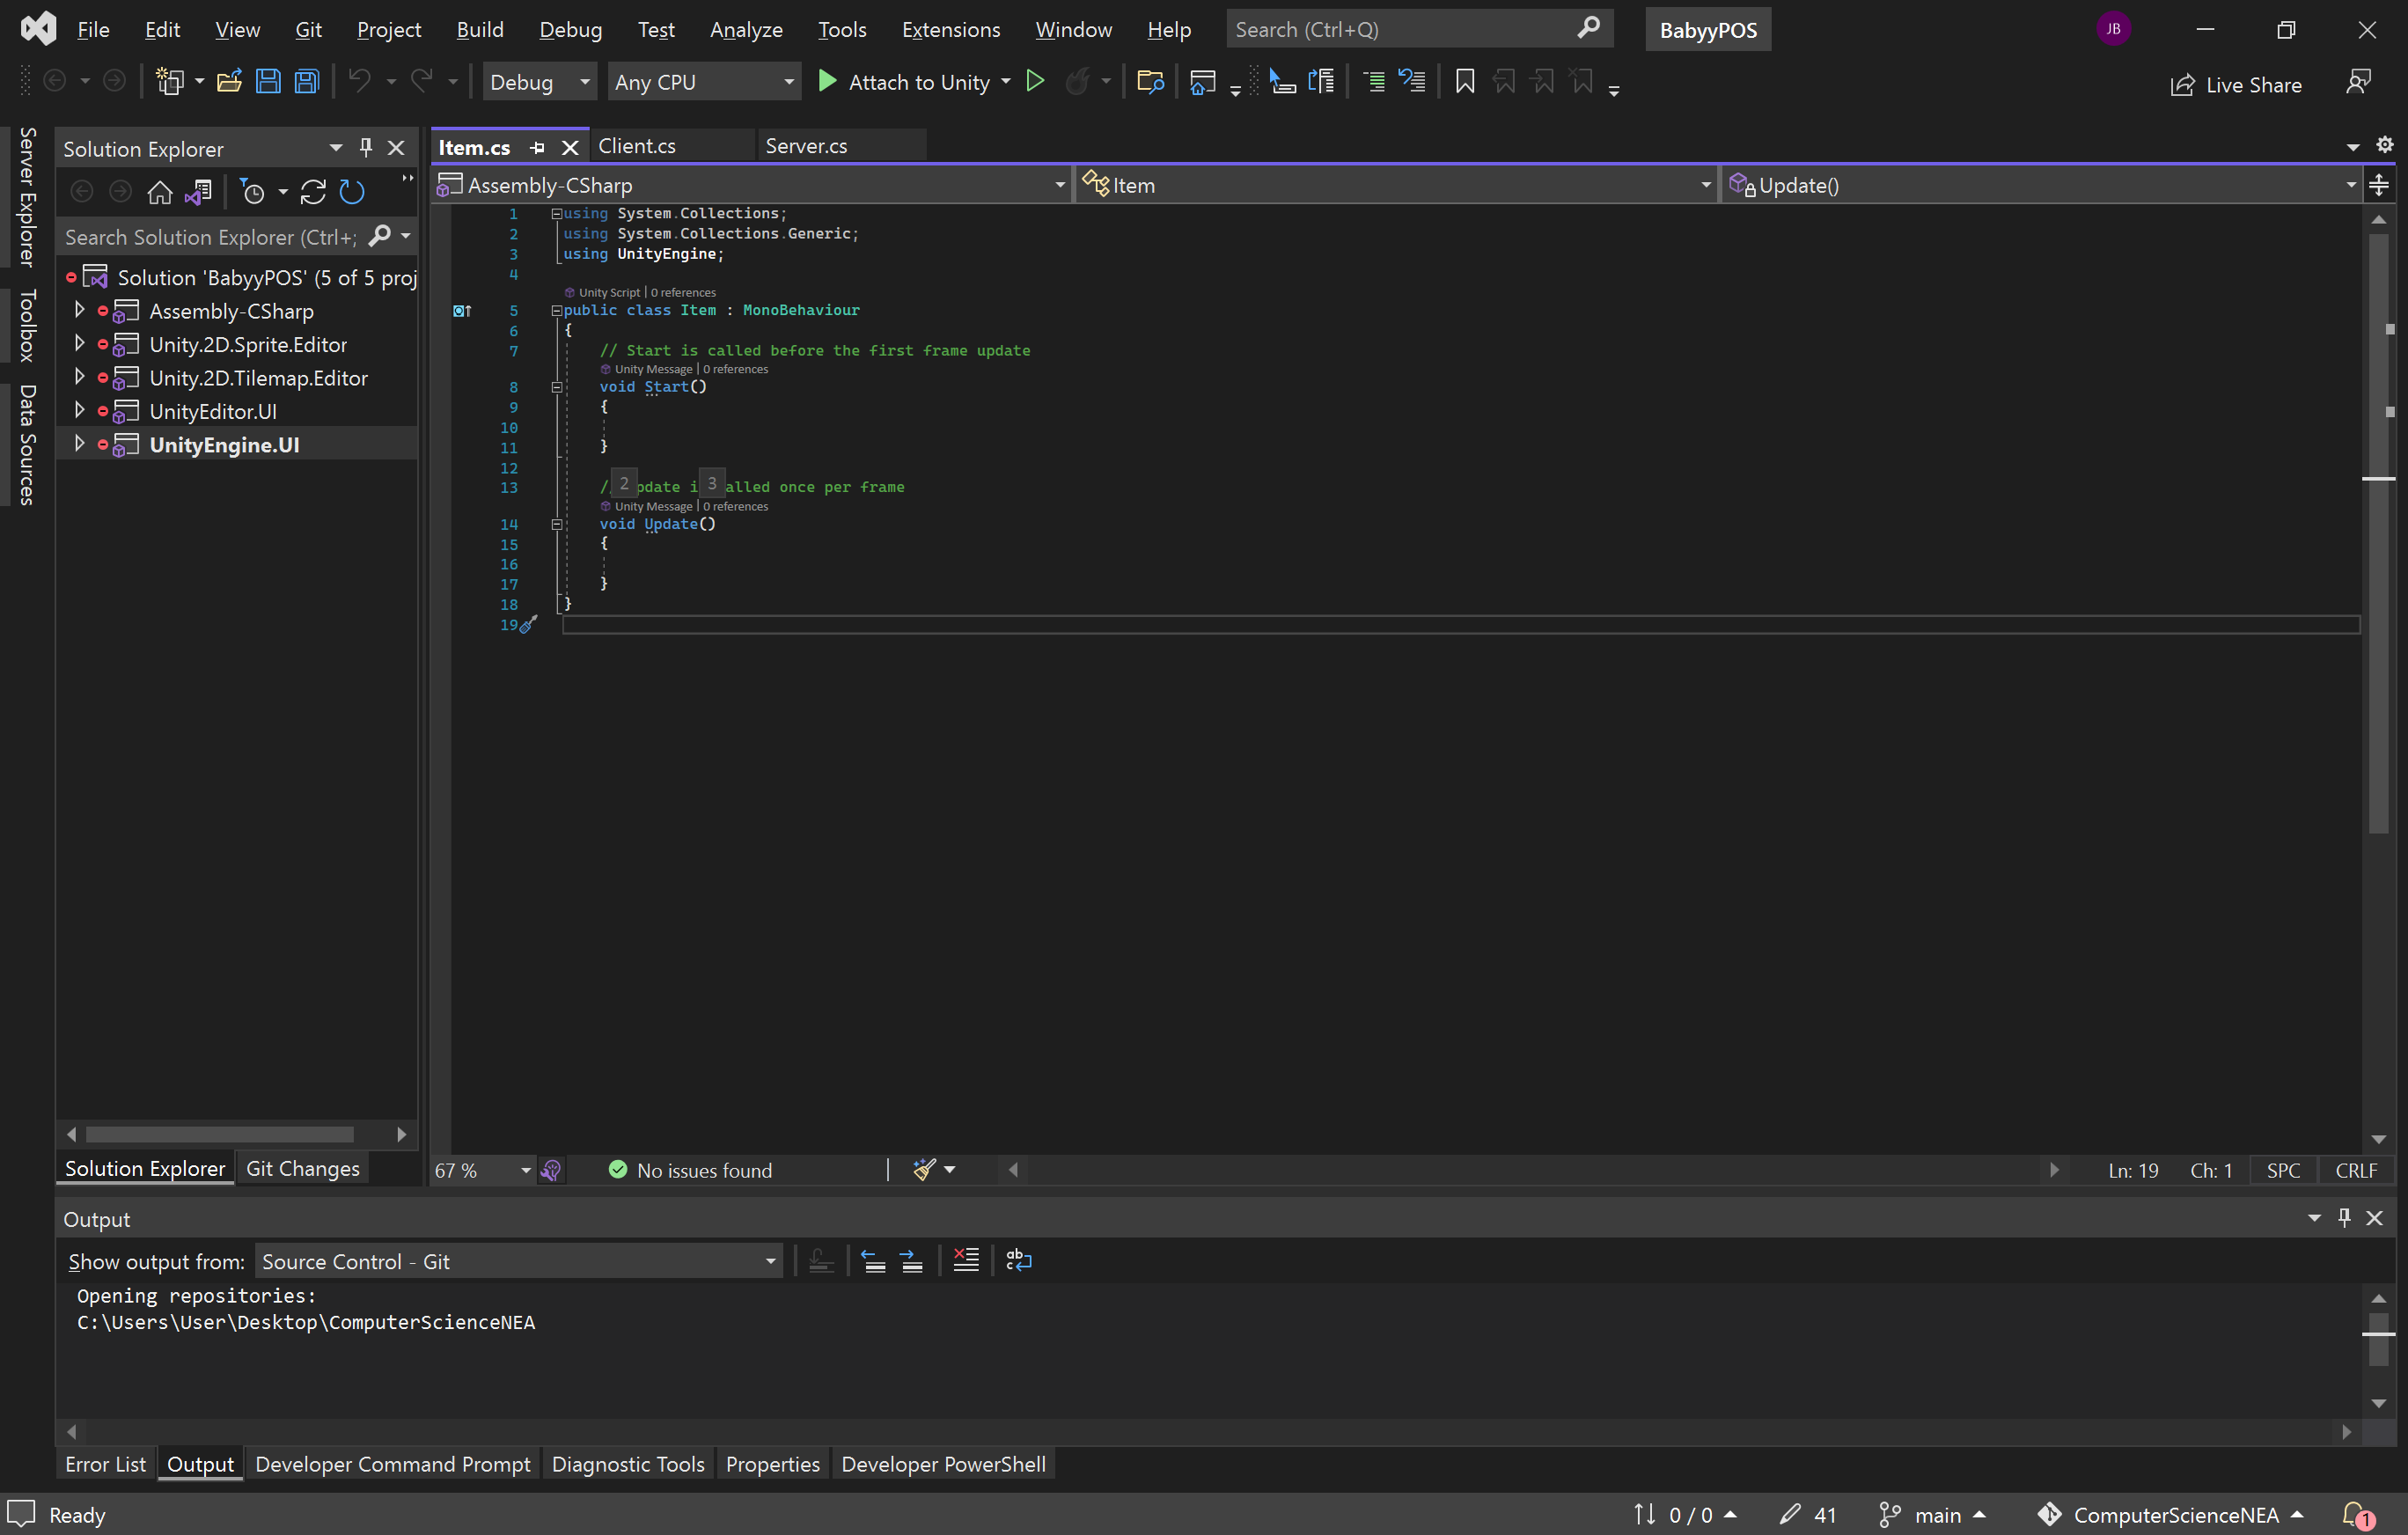 File Edit View Git Project Build Debug Test Analyze Tools Extensions Window Help Search (Ctrl+Q) BabyyPOS JB
Debug Any CPU Attach to Unity Live Share
Server Explorer
Toolbox
Data Sources
Solution Explorer
Search Solution Explorer (Ctrl+;
Solution 'BabyyPOS' (5 of 5 proj
Assembly-CSharp
Unity.2D.Sprite.Editor
Unity.2D.Tilemap.Editor
UnityEditor.UI
UnityEngine.UI
Solution Explorer Git Changes
Item.cs Client.cs Server.cs
Assembly-CSharp Item Update()
1 using System.Collections;
2 using System.Collections.Generic;
3 using UnityEngine;
4
Unity Script | 0 references
5 public class Item : MonoBehaviour
6 {
7 // Start is called before the first frame update
Unity Message | 0 references
8 void Start()
9 {
10
11 }
12
13 // 2 pdate i 3 alled once per frame
Unity Message | 0 references
14 void Update()
15 {
16
17 }
18 }
19
67 % No issues found Ln: 19 Ch: 1 SPC CRLF
Output
Show output from: Source Control - Git
Opening repositories:
C:\Users\User\Desktop\ComputerScienceNEA
Error List Output Developer Command Prompt Diagnostic Tools Properties Developer PowerShell
Ready 0 / 0 41 main ComputerScienceNEA 1